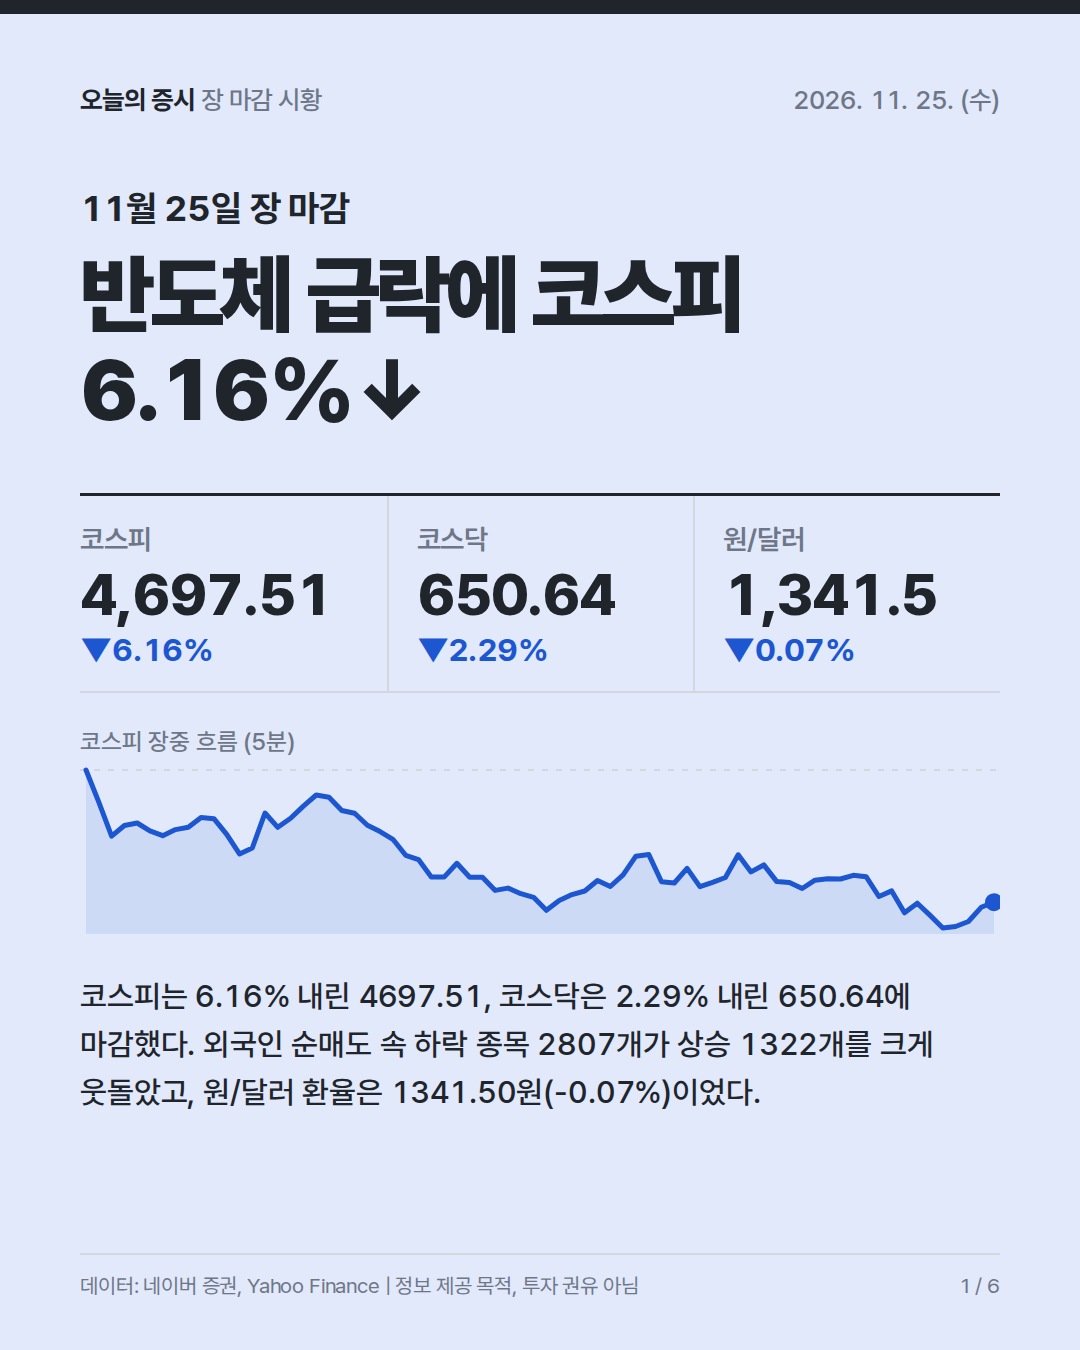 오늘의 증시 장 마감 시황
2026. 11. 25. (수)
11월 25일 장 마감
반도체 급락에 코스피
6.16%↓
코스피
4,697.51
▼6.16%
코스닥
650.64
▼2.29%
원/달러
1,341.5
▼0.07%
코스피 장중 흐름 (5분)
코스피는 6.16% 내린 4697.51, 코스닥은 2.29% 내린 650.64에
마감했다. 외국인 순매도 속 하락 종목 2807개가 상승 1322개를 크게
웃돌았고, 원/달러 환율은 1341.50원(-0.07%)이었다.
데이터: 네이버 증권, Yahoo Finance | 정보 제공 목적, 투자 권유 아님
1 / 6